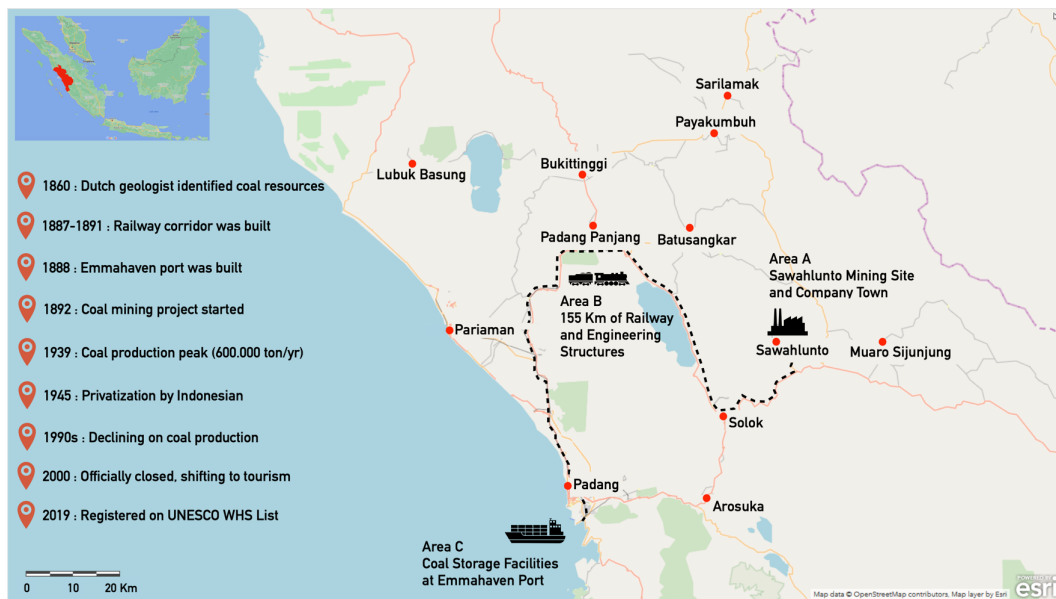 1860 : Dutch geologist identified coal resources
1887-1891 : Railway corridor was built
1888 : Emmahaven port was built
1892 : Coal mining project started
1939 : Coal production peak (600.000 ton/yr)
1945 : Privatization by Indonesian
1990s : Declining on coal production
2000 : Officially closed, shifting to tourism
2019 : Registered on UNESCO WHS List
0 10 20 Km
Sarilamak
Payakumbuh
Lubuk Basung
Bukittinggi
Padang Panjang
Batusangkar
Area A
Sawahlunto Mining Site
and Company Town
Area B
155 Km of Railway
and Engineering
Structures
Pariaman
Sawahlunto
Muaro Sijunjung
Solok
Padang
Arosuka
Area C
Coal Storage Facilities
at Emmahaven Port
Map data © OpenStreetMap contributors, Map layer by Esri
POWERED BY
esri